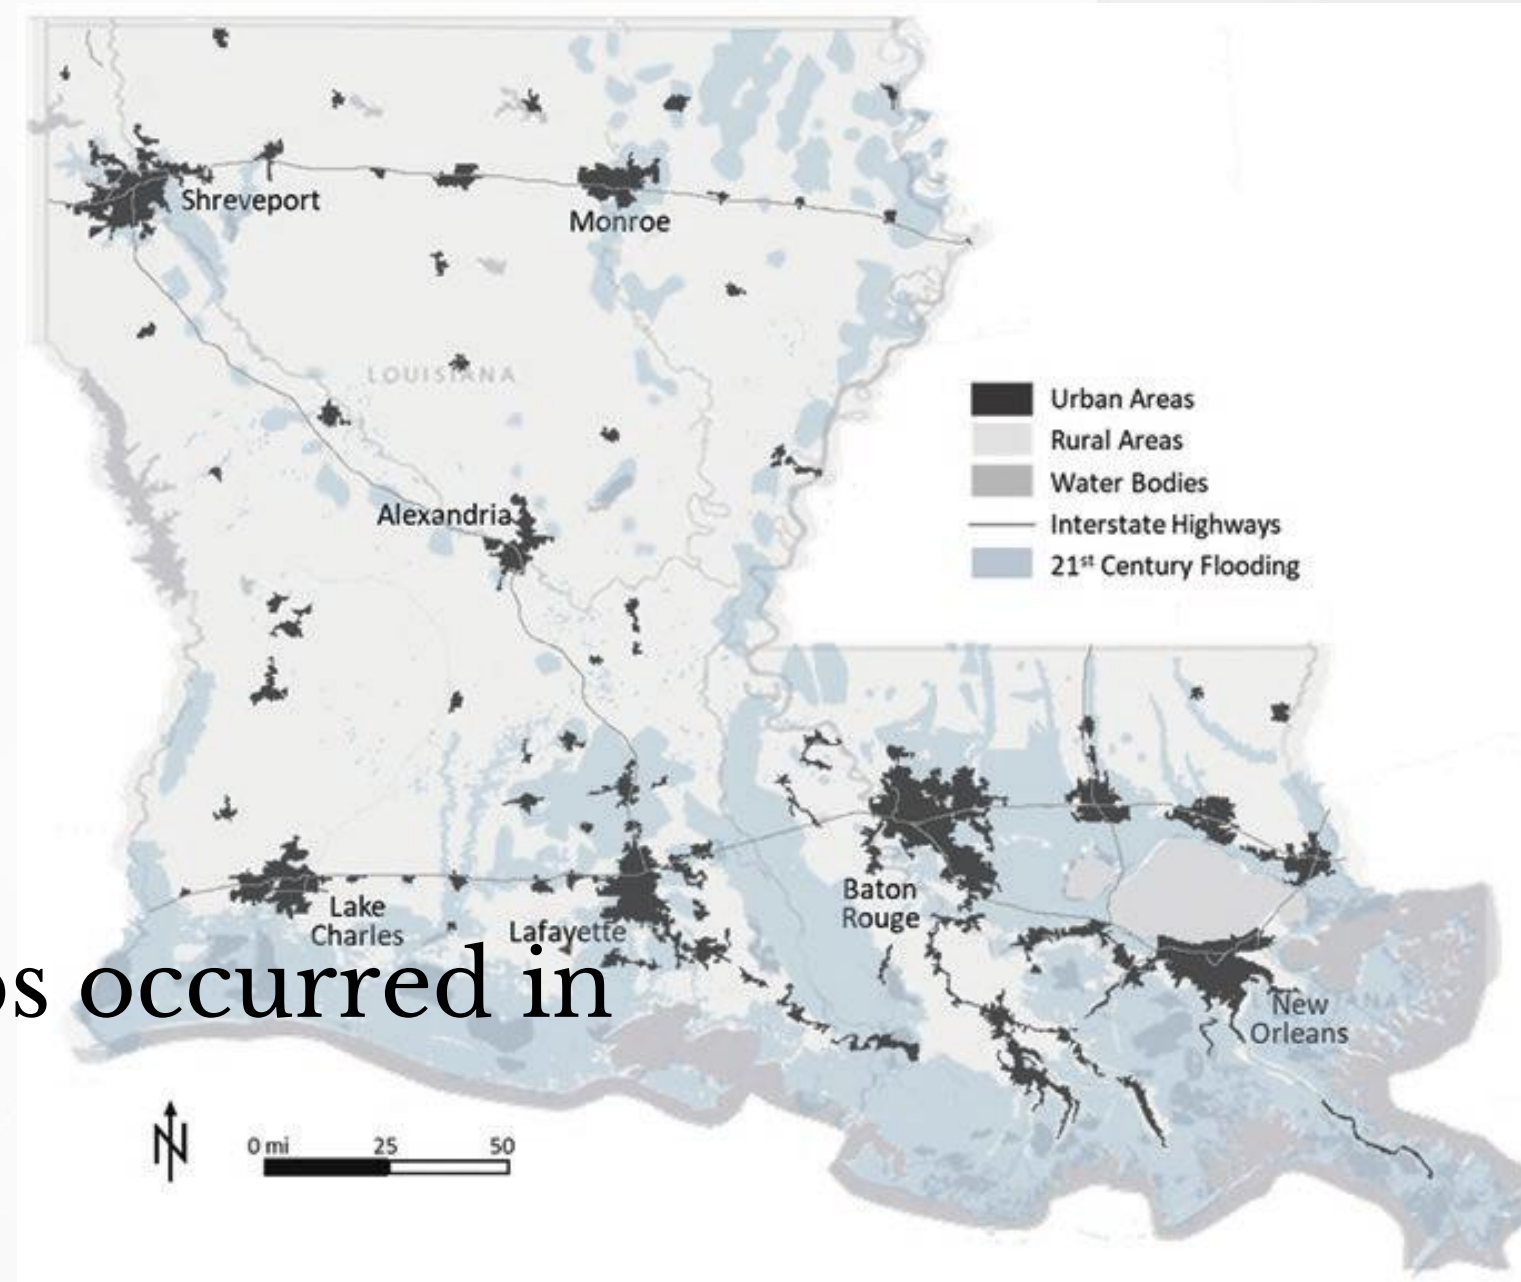 Shreveport
Monroe
LOUISIANA
Urban Areas
Rural Areas
Water Bodies
Interstate Highways
21st Century Flooding
Alexandria
Baton
Rouge
Lake
Charles
Lafayette
os occurred in
New
Orleans
N
0 mi 25 50